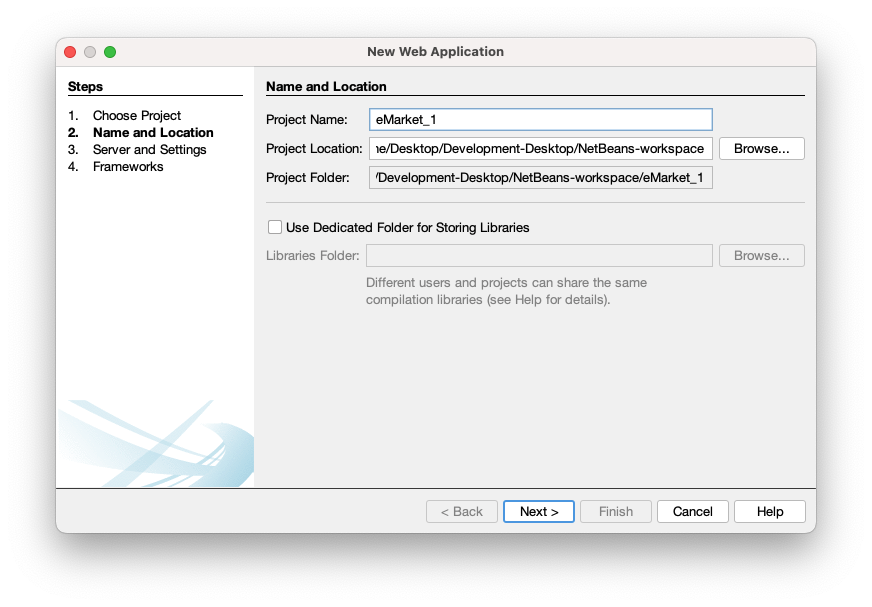 New Web Application
Steps
1. Choose Project
2. Name and Location
3. Server and Settings
4. Frameworks
Name and Location
Project Name: eMarket_1
Project Location: ne/Desktop/Development-Desktop/NetBeans-workspace Browse...
Project Folder: /Development-Desktop/NetBeans-workspace/eMarket_1
Use Dedicated Folder for Storing Libraries
Libraries Folder: Browse...
Different users and projects can share the same
compilation libraries (see Help for details).
< Back Next > Finish Cancel Help